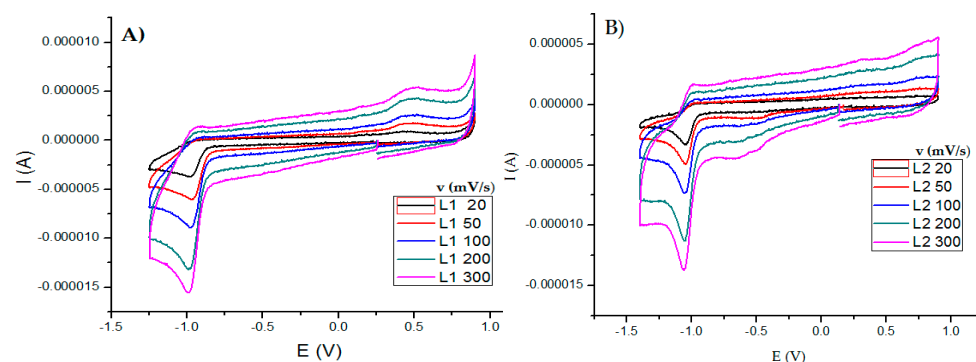 A)
I (A)
0.000010
0.000005
0.000000
-0.000005
-0.000010
-0.000015
v (mV/s)
L1 20
L1 50
L1 100
L1 200
L1 300
-1.5
-1.0
-0.5
0.0
0.5
1.0
E (V)
B)
I (A)
0.000005
0.000000
-0.000005
-0.000010
-0.000015
v (mV/s)
L2 20
L2 50
L2 100
L2 200
L2 300
-1.5
-1.0
-0.5
0.0
0.5
1.0
E (V)